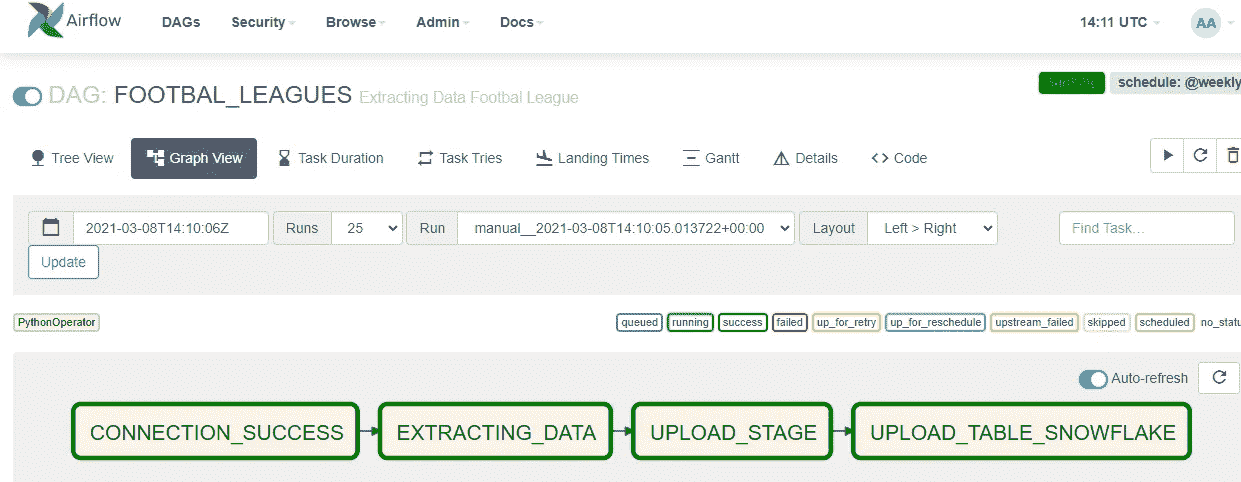 Airflow DAGs Security Browse Admin Docs 14:11 UTC AA
schedule: @weekly
DAG: FOOTBAL_LEAGUES Extracting Data Footbal League
Tree View Graph View Task Duration Task Tries Landing Times Gantt Details <> Code
2021-03-08T14:10:06Z Runs 25 Run manual__2021-03-08T14:10:05.013722+00:00 Layout Left > Right Find Task...
Update
PythonOperator queued running success failed up_for_retry up_for_reschedule upstream_failed skipped scheduled no_statu
Auto-refresh
CONNECTION_SUCCESS EXTRACTING_DATA UPLOAD_STAGE UPLOAD_TABLE_SNOWFLAKE